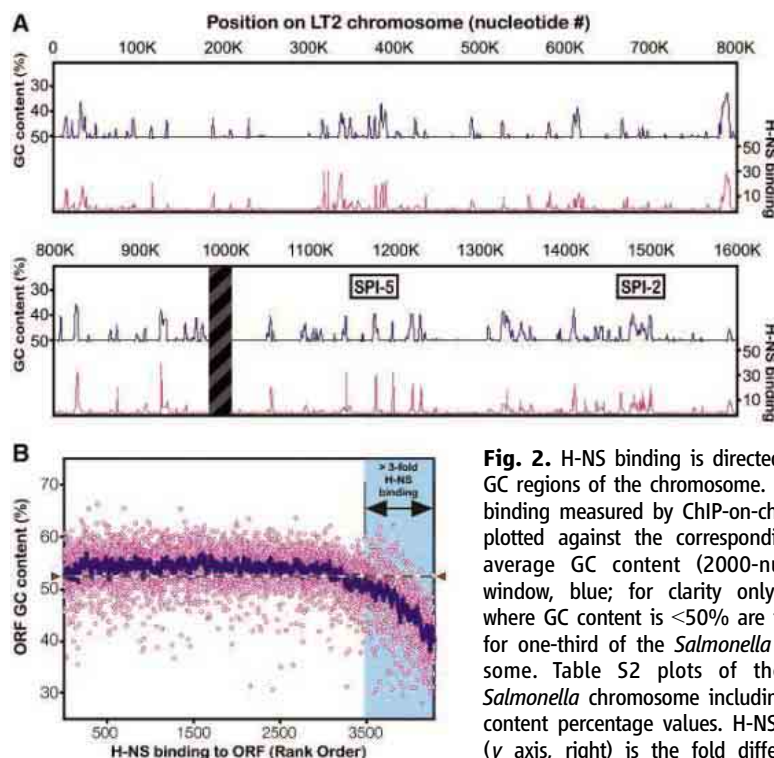 A
Position on LT2 chromosome (nucleotide #)
0 100K 200K 300K 400K 500K 600K 700K 800K
GC content (%)
30
40
50
H-NS binding
50
30
10
800K 900K 1000K 1100K 1200K 1300K 1400K 1500K 1600K
GC content (%)
30
40
50
SPI-5
SPI-2
H-NS binding
50
30
10
B
ORF GC content (%)
70
60
50
40
30
> 3-fold
H-NS
binding
500 1500 2500 3500
H-NS binding to ORF (Rank Order)
Fig. 2. H-NS binding is directed
GC regions of the chromosome.
binding measured by ChIP-on-ch
plotted against the correspondi
average GC content (2000-nu
window, blue; for clarity only
where GC content is <50% are
for one-third of the Salmonella
some. Table S2 plots of the
Salmonella chromosome includin
content percentage values. H-NS
(y axis, right) is the fold diffe